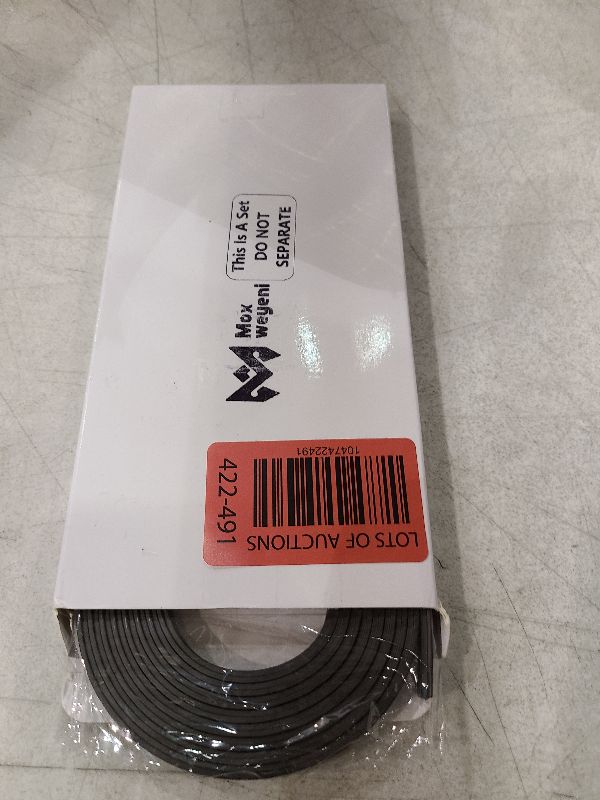 This Is A Set
DO NOT
SEPARATE
Mox
weyeni
LOTS OF AUCTIONS
1047422491
422-491